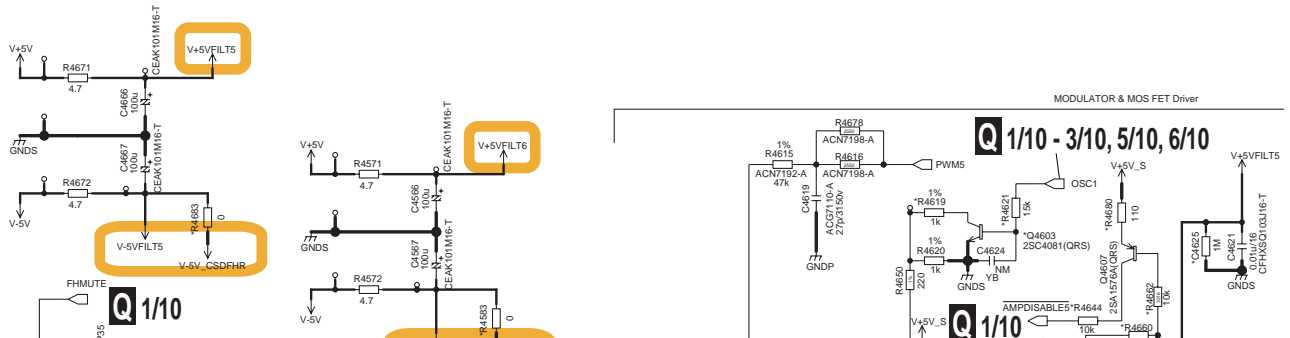 V+5V
R4671
4.7
CEAK101M16-T
V+5VFILT5
C4666
100u
GNDS
C4667
100u
CEAK101M16-T
R4672
4.7
V-5V
*R4683
0
V-5VFILT5
V-5V_CSDFHR
FHMUTE
Q 1/10
P35
V+5V
R4571
4.7
CEAK101M16-T
V+5VFILT6
C4566
100u
GNDS
C4567
100u
CEAK101M16-T
R4572
4.7
V-5V
*R4583
0
MODULATOR & MOS FET Driver
R4678
2550
ACN7198-A
1%
R4615
ACN7192-A
47k
R4616
2550
ACN7198-A
PWM5
C4619
ACG7110-A
27p/3150v
GNDP
Q 1/10 - 3/10, 5/10, 6/10
OSC1
1%
*R4619
1k
*R4621
15k
*Q4603
2SC4081(QRS)
1%
R4620
1k
C4624
NM
YB
GNDS
R4650
1%
220
V+5V_S
Q 1/10
AMPDISABLE5
*R4644
10k
V+5V_S
*R4680
110
Q4607
2SA1576A(QRS)
*R4662
10k
*R4660
V+5VFILT5
*C4625
1M
C4621
0.01u/16
CFHXSQ103J16-T
GNDS